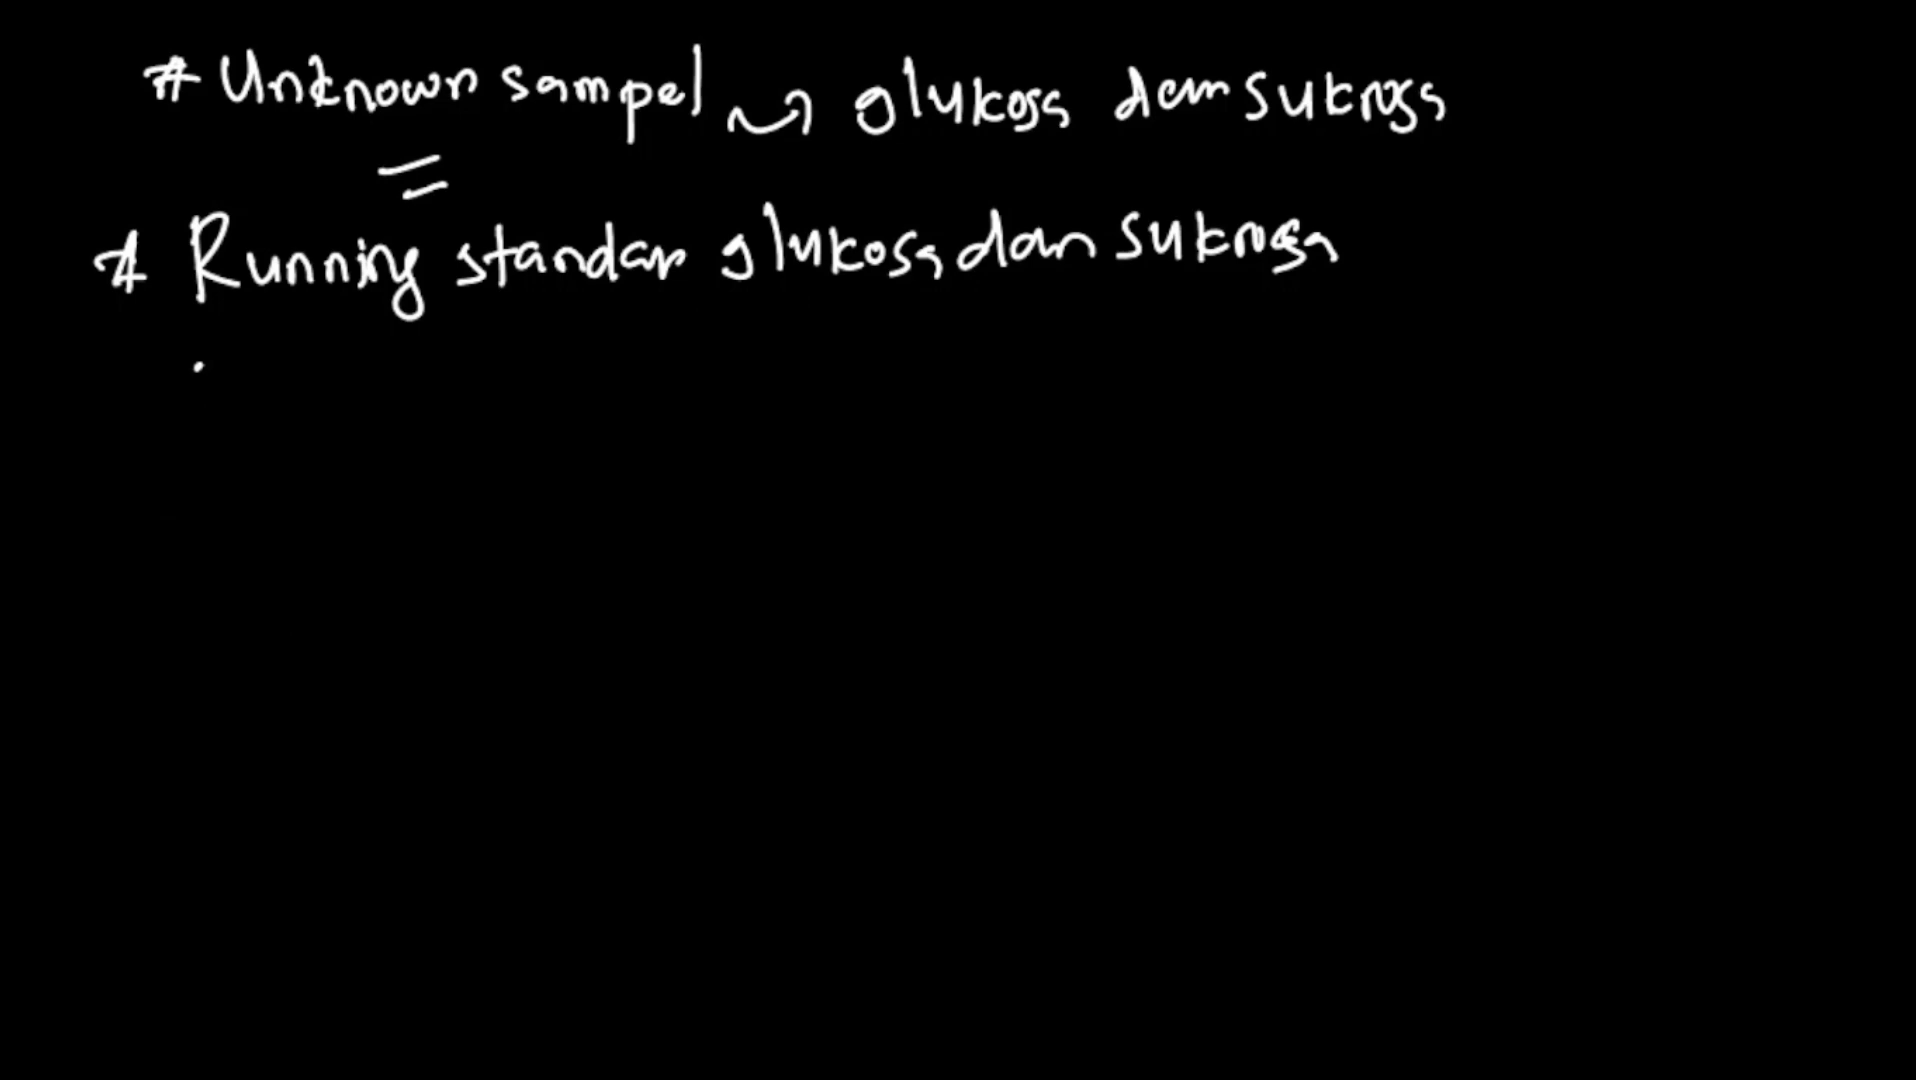 # Unknown sampel ~> glukosa dan sukrosa
=
# Running standar glukosa dan sukrosa
.